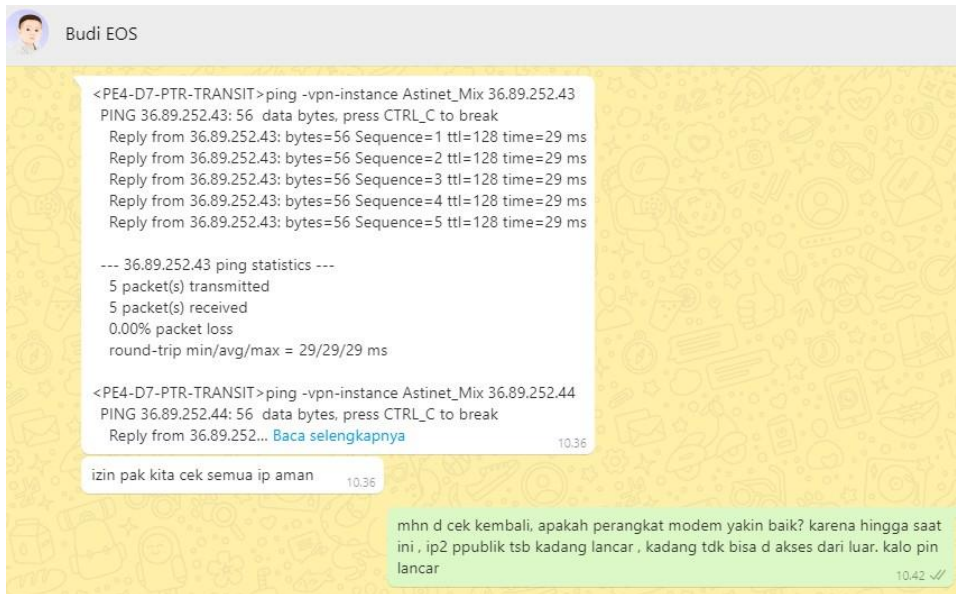 Budi EOS
<PE4-D7-PTR-TRANSIT>ping -vpn-instance Astinet_Mix 36.89.252.43
PING 36.89.252.43: 56  data bytes, press CTRL_C to break
Reply from 36.89.252.43: bytes=56 Sequence=1 ttl=128 time=29 ms
Reply from 36.89.252.43: bytes=56 Sequence=2 ttl=128 time=29 ms
Reply from 36.89.252.43: bytes=56 Sequence=3 ttl=128 time=29 ms
Reply from 36.89.252.43: bytes=56 Sequence=4 ttl=128 time=29 ms
Reply from 36.89.252.43: bytes=56 Sequence=5 ttl=128 time=29 ms
--- 36.89.252.43 ping statistics ---
5 packet(s) transmitted
5 packet(s) received
0.00% packet loss
round-trip min/avg/max = 29/29/29 ms
<PE4-D7-PTR-TRANSIT>ping -vpn-instance Astinet_Mix 36.89.252.44
PING 36.89.252.44: 56  data bytes, press CTRL_C to break
Reply from 36.89.252... Baca selengkapnya
10.36
izin pak kita cek semua ip aman
10.36
mhn d cek kembali, apakah perangkat modem yakin baik? karena hingga saat
ini , ip2 ppublik tsb kadang lancar , kadang tdk bisa d akses dari luar. kalo pin
lancar
10.42